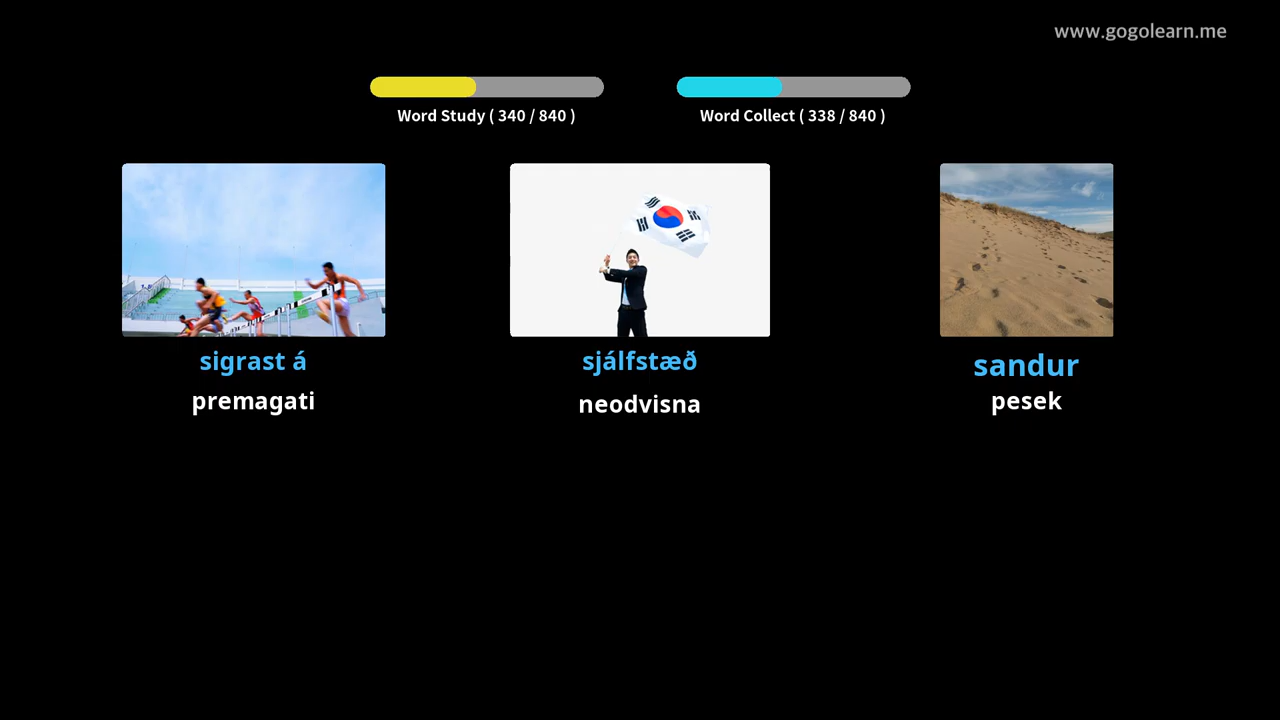 www.gogolearn.me
Word Study ( 340 / 840 )
Word Collect ( 338 / 840 )
sigrast á
premagati
sjálfstæð
neodvisna
sandur
pesek